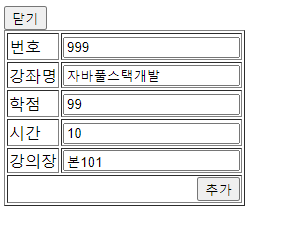 닫기
번호 999
강좌명 자바풀스택개발
학점 99
시간 10
강의장 본101
추가